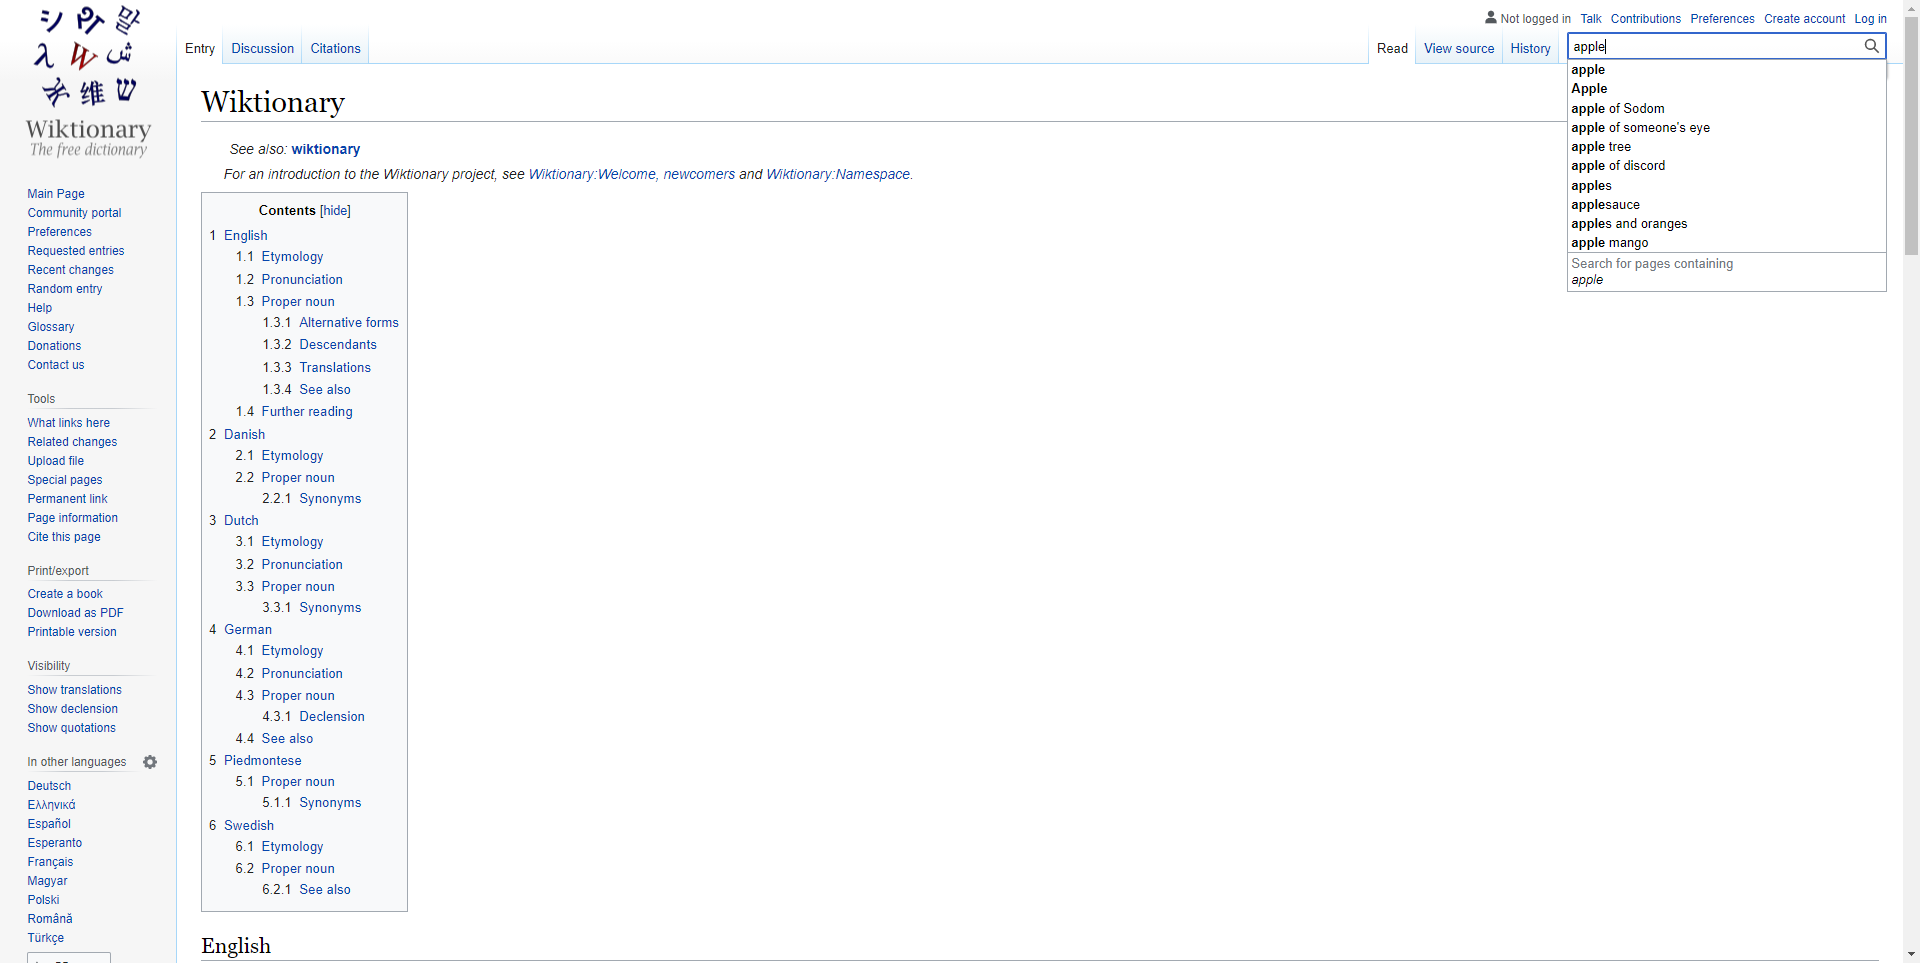 シ
웹
말
λ
W
ش
维
ש
Wiktionary
The free dictionary
Main Page
Community portal
Preferences
Requested entries
Recent changes
Random entry
Help
Glossary
Donations
Contact us
Tools
What links here
Related changes
Upload file
Special pages
Permanent link
Page information
Cite this page
Print/export
Create a book
Download as PDF
Printable version
Visibility
Show translations
Show declension
Show quotations
In other languages
Deutsch
Ελληνικά
Español
Esperanto
Français
Magyar
Polski
Română
Türkçe
Not logged in Talk Contributions Preferences Create account Log in
Entry Discussion Citations
Read View source History
apple
apple
Apple
apple of Sodom
apple of someone's eye
apple tree
apple of discord
apples
applesauce
apples and oranges
apple mango
Search for pages containing
apple
Wiktionary
See also: wiktionary
For an introduction to the Wiktionary project, see Wiktionary:Welcome, newcomers and Wiktionary:Namespace.
Contents [hide]
1 English
1.1 Etymology
1.2 Pronunciation
1.3 Proper noun
1.3.1 Alternative forms
1.3.2 Descendants
1.3.3 Translations
1.3.4 See also
1.4 Further reading
2 Danish
2.1 Etymology
2.2 Proper noun
2.2.1 Synonyms
3 Dutch
3.1 Etymology
3.2 Pronunciation
3.3 Proper noun
3.3.1 Synonyms
4 German
4.1 Etymology
4.2 Pronunciation
4.3 Proper noun
4.3.1 Declension
4.4 See also
5 Piedmontese
5.1 Proper noun
5.1.1 Synonyms
6 Swedish
6.1 Etymology
6.2 Proper noun
6.2.1 See also
English